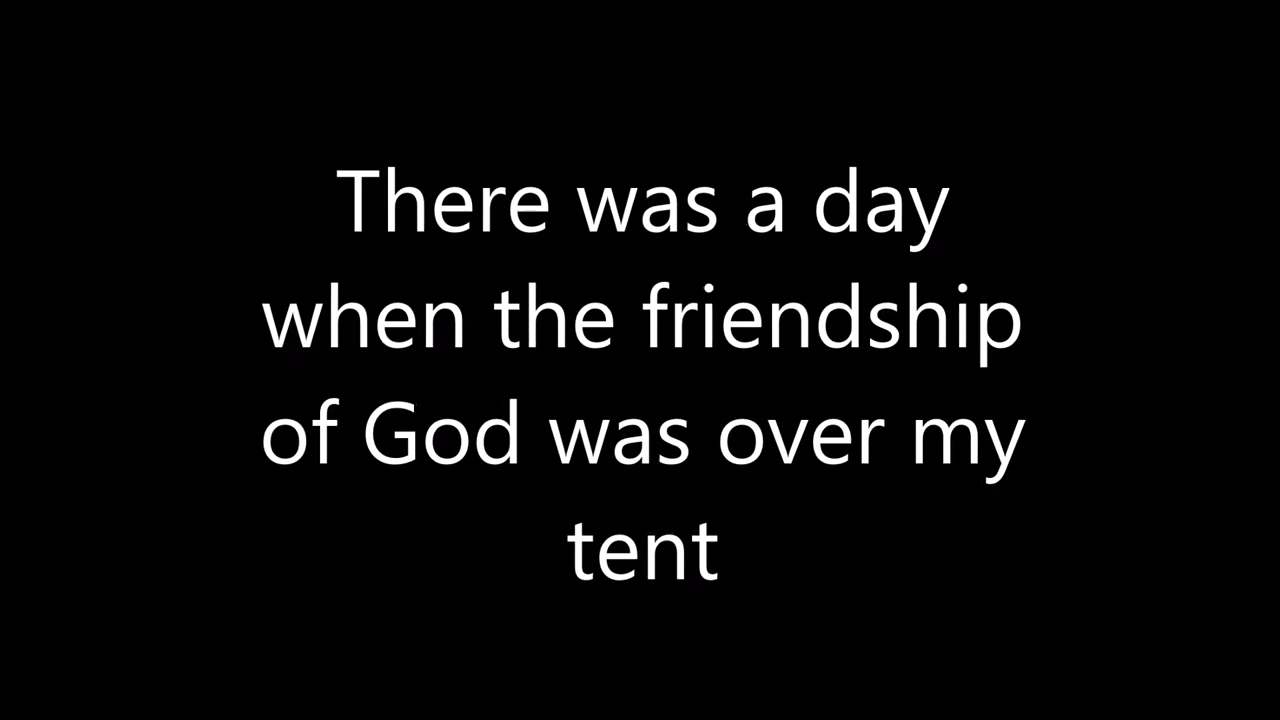 There was a day
when the friendship
of God was over my
tent